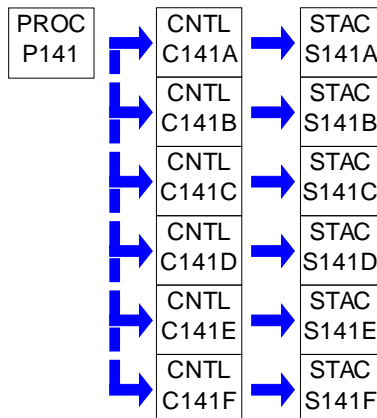 PROC
P141
CNTL
C141A
STAC
S141A
CNTL
C141B
STAC
S141B
CNTL
C141C
STAC
S141C
CNTL
C141D
STAC
S141D
CNTL
C141E
STAC
S141E
CNTL
C141F
STAC
S141F